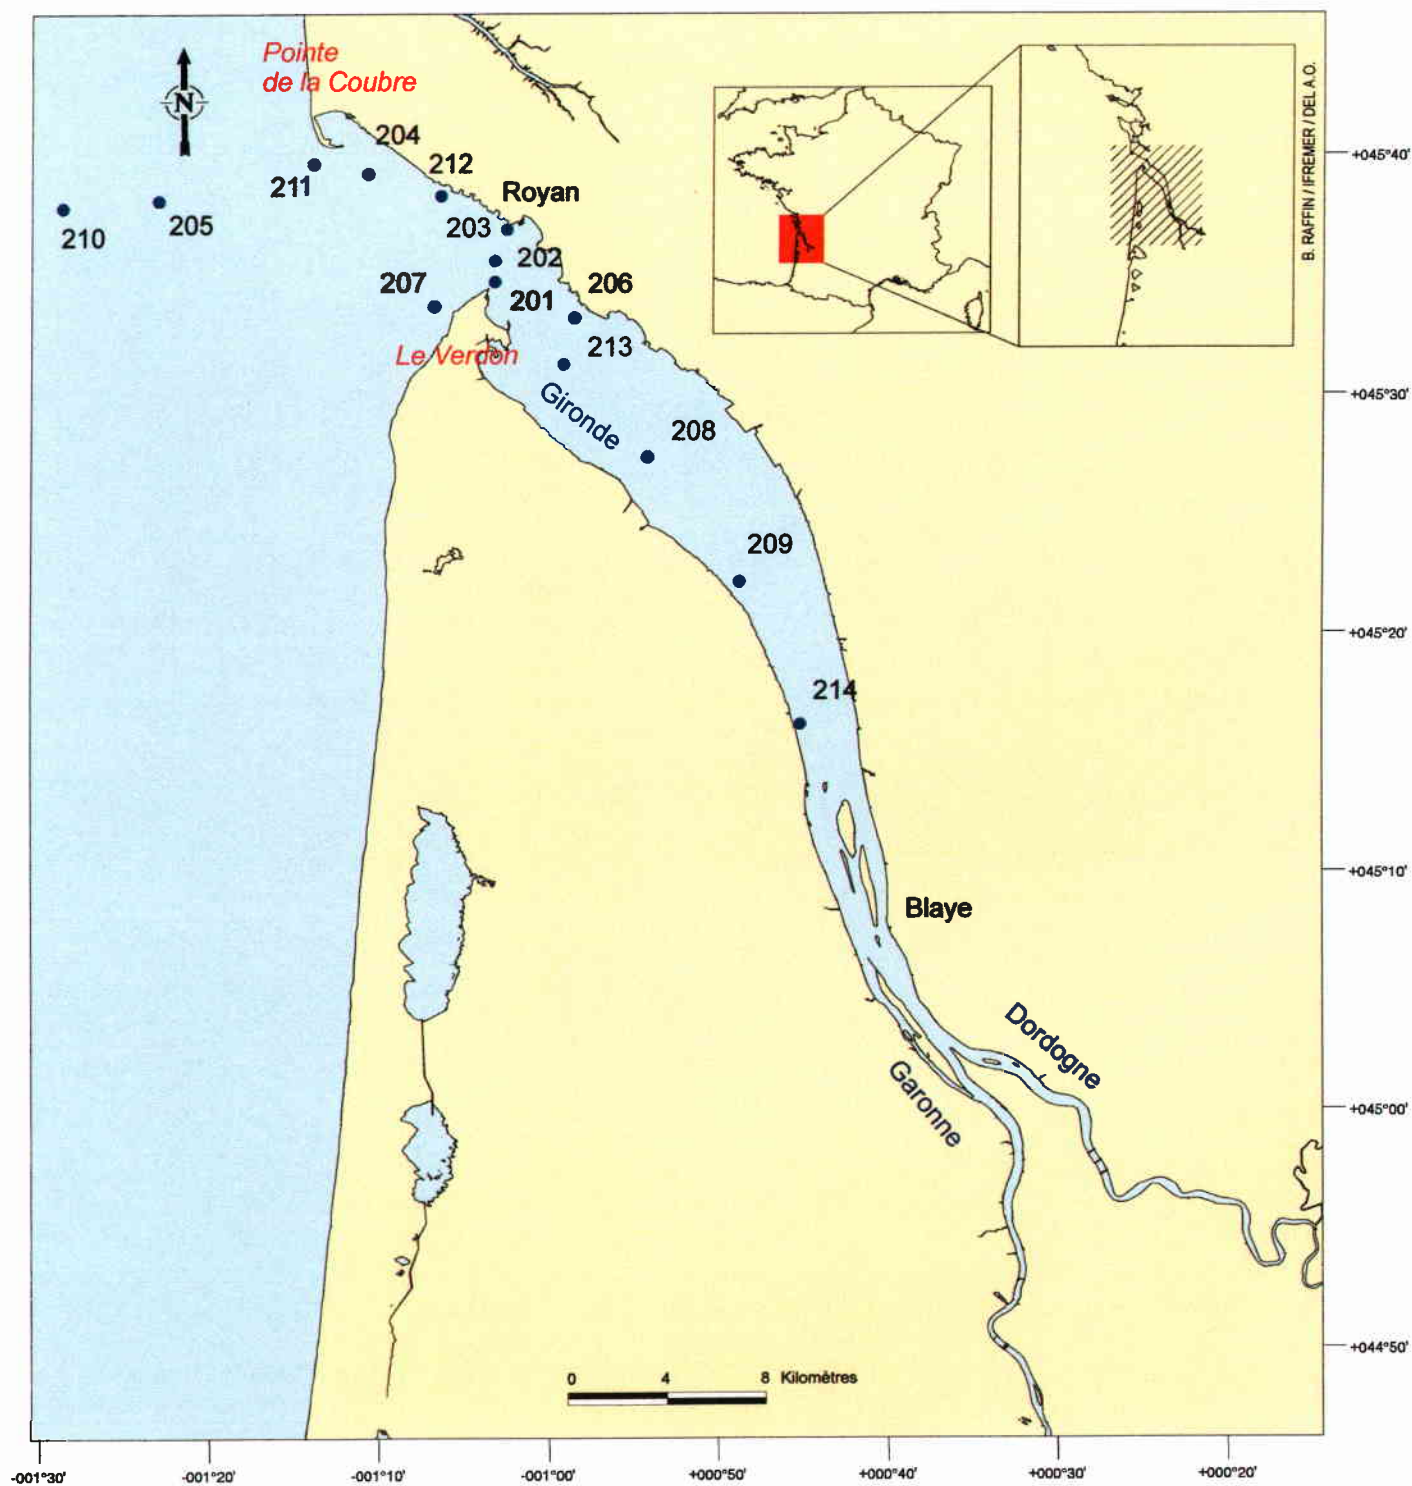 Pointe
de la Coubre
N
B. RAFFIN / IFREMER / DEL A.O.
204
212
211
Royan
203
205
210
202
207
206
201
213
Le Verdon
Gironde
208
209
214
Blaye
Dordogne
Garonne
+045°40'
+045°30'
+045°20'
+045°10'
+045°00'
+044°50'
0 4 8 Kilomètres
-001°30' -001°20' -001°10' -001°00' +000°50' +000°40' +000°30' +000°20'